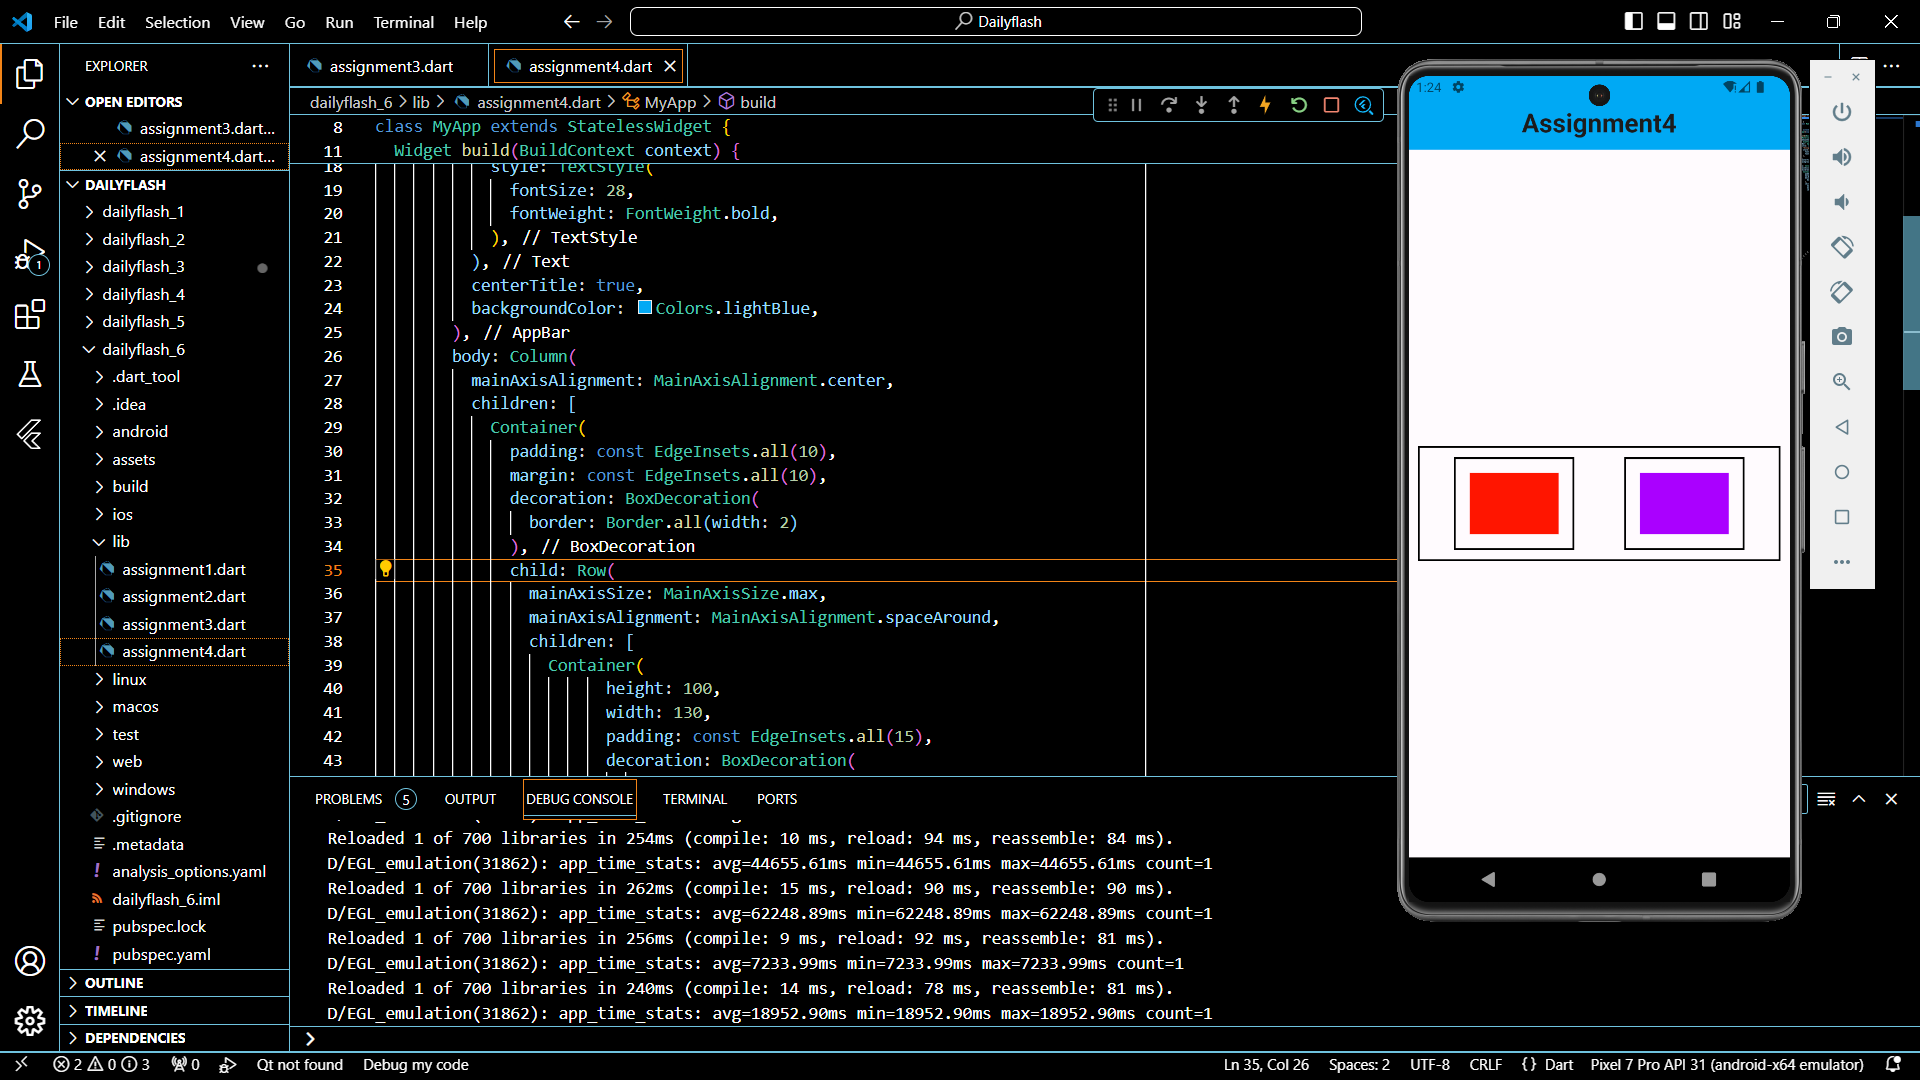 File Edit Selection View Go Run Terminal Help
Dailyflash
EXPLORER
OPEN EDITORS
assignment3.dart...
assignment4.dart...
DAILYFLASH
dailyflash_1
dailyflash_2
dailyflash_3
dailyflash_4
dailyflash_5
dailyflash_6
.dart_tool
.idea
android
assets
build
ios
lib
assignment1.dart
assignment2.dart
assignment3.dart
assignment4.dart
linux
macos
test
web
windows
.gitignore
.metadata
analysis_options.yaml
dailyflash_6.iml
pubspec.lock
pubspec.yaml
OUTLINE
TIMELINE
DEPENDENCIES
1
assignment3.dart assignment4.dart
dailyflash_6 > lib > assignment4.dart > MyApp > build
8 class MyApp extends StatelessWidget {
11 Widget build(BuildContext context) {
18 style: TextStyle(
19 fontSize: 28,
20 fontWeight: FontWeight.bold,
21 ), // TextStyle
22 ), // Text
23 centerTitle: true,
24 backgroundColor: Colors.lightBlue,
25 ), // AppBar
26 body: Column(
27 mainAxisAlignment: MainAxisAlignment.center,
28 children: [
29 Container(
30 padding: const EdgeInsets.all(10),
31 margin: const EdgeInsets.all(10),
32 decoration: BoxDecoration(
33 border: Border.all(width: 2)
34 ), // BoxDecoration
35 child: Row(
36 mainAxisSize: MainAxisSize.max,
37 mainAxisAlignment: MainAxisAlignment.spaceAround,
38 children: [
39 Container(
40 height: 100,
41 width: 130,
42 padding: const EdgeInsets.all(15),
43 decoration: BoxDecoration(
1:24
Assignment4
PROBLEMS 5 OUTPUT DEBUG CONSOLE TERMINAL PORTS
Reloaded 1 of 700 libraries in 254ms (compile: 10 ms, reload: 94 ms, reassemble: 84 ms).
D/EGL_emulation(31862): app_time_stats: avg=44655.61ms min=44655.61ms max=44655.61ms count=1
Reloaded 1 of 700 libraries in 262ms (compile: 15 ms, reload: 90 ms, reassemble: 90 ms).
D/EGL_emulation(31862): app_time_stats: avg=62248.89ms min=62248.89ms max=62248.89ms count=1
Reloaded 1 of 700 libraries in 256ms (compile: 9 ms, reload: 92 ms, reassemble: 81 ms).
D/EGL_emulation(31862): app_time_stats: avg=7233.99ms min=7233.99ms max=7233.99ms count=1
Reloaded 1 of 700 libraries in 240ms (compile: 14 ms, reload: 78 ms, reassemble: 81 ms).
D/EGL_emulation(31862): app_time_stats: avg=18952.90ms min=18952.90ms max=18952.90ms count=1
2 0 3 0 Qt not found Debug my code Ln 35, Col 26 Spaces: 2 UTF-8 CRLF {} Dart Pixel 7 Pro API 31 (android-x64 emulator)